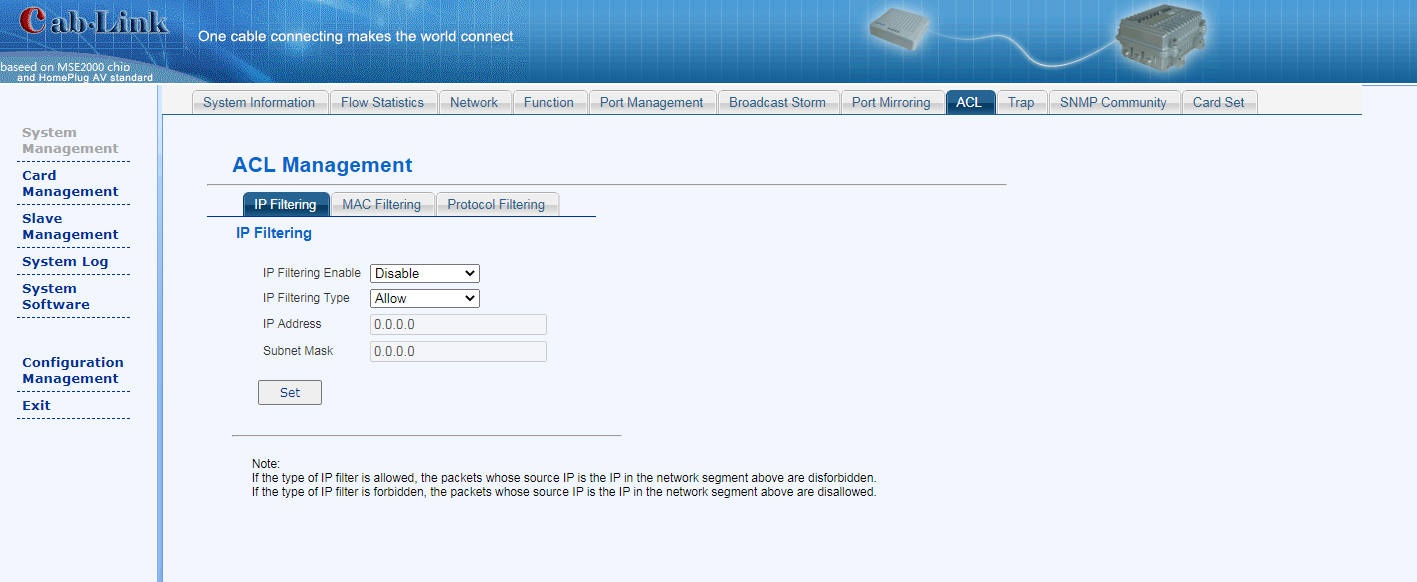 Cab·Link
One cable connecting makes the world connect
baseed on MSE2000 chip
and HomePlug AV standard
System Information Flow Statistics Network Function Port Management Broadcast Storm Port Mirroring ACL Trap SNMP Community Card Set
System
Management
Card
Management
Slave
Management
System Log
System
Software
Configuration
Management
Exit
ACL Management
IP Filtering MAC Filtering Protocol Filtering
IP Filtering
IP Filtering Enable Disable
IP Filtering Type Allow
IP Address 0.0.0.0
Subnet Mask 0.0.0.0
Set
Note:
If the type of IP filter is allowed, the packets whose source IP is the IP in the network segment above are disforbidden.
If the type of IP filter is forbidden, the packets whose source IP is the IP in the network segment above are disallowed.